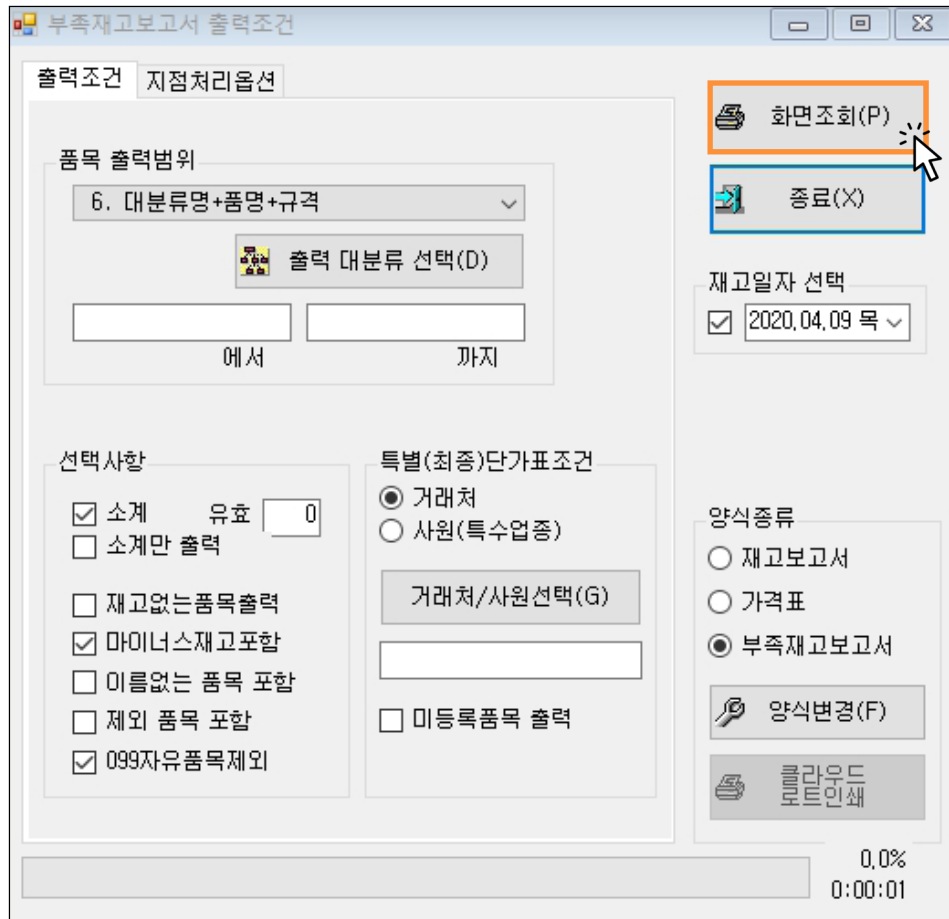 부족재고보고서 출력조건
출력조건 지점처리옵션
화면조회(P)
품목 출력범위
6. 대분류명+품명+규격
종료(X)
출력 대분류 선택(D)
재고일자 선택
2020,04,09 목
에서 까지
선택사항
특별(최종)단가표조건
소계 유효 0
거래처
소계만 출력
사원(특수업종)
양식종류
재고보고서
재고없는품목출력
거래처/사원선택(G)
가격표
마이너스재고포함
부족재고보고서
이름없는 품목 포함
제외 품목 포함
미등록품목 출력
양식변경(F)
099자유품목제외
클라우드
로트인쇄
0,0%
0:00:01